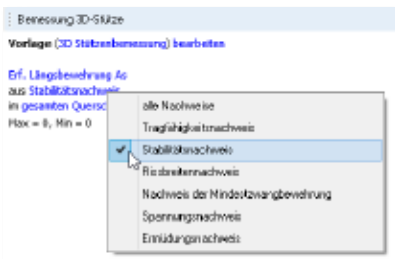 Bemessung 3D-Stütze
Vorlage (3D Stützenbemessung) bearbeiten
Erf. Längsbewehrung As
aus Stabilitätsnachweis
im gesamten Quersc
Max = 0, Min = 0
alle Nachweise
Tragfähigkeitsnachweis
Stabilitätsnachweis
Rissbreitennachweis
Nachweis der Mindestzwangbewehrung
Spannungsnachweis
Ermüdungsnachweis